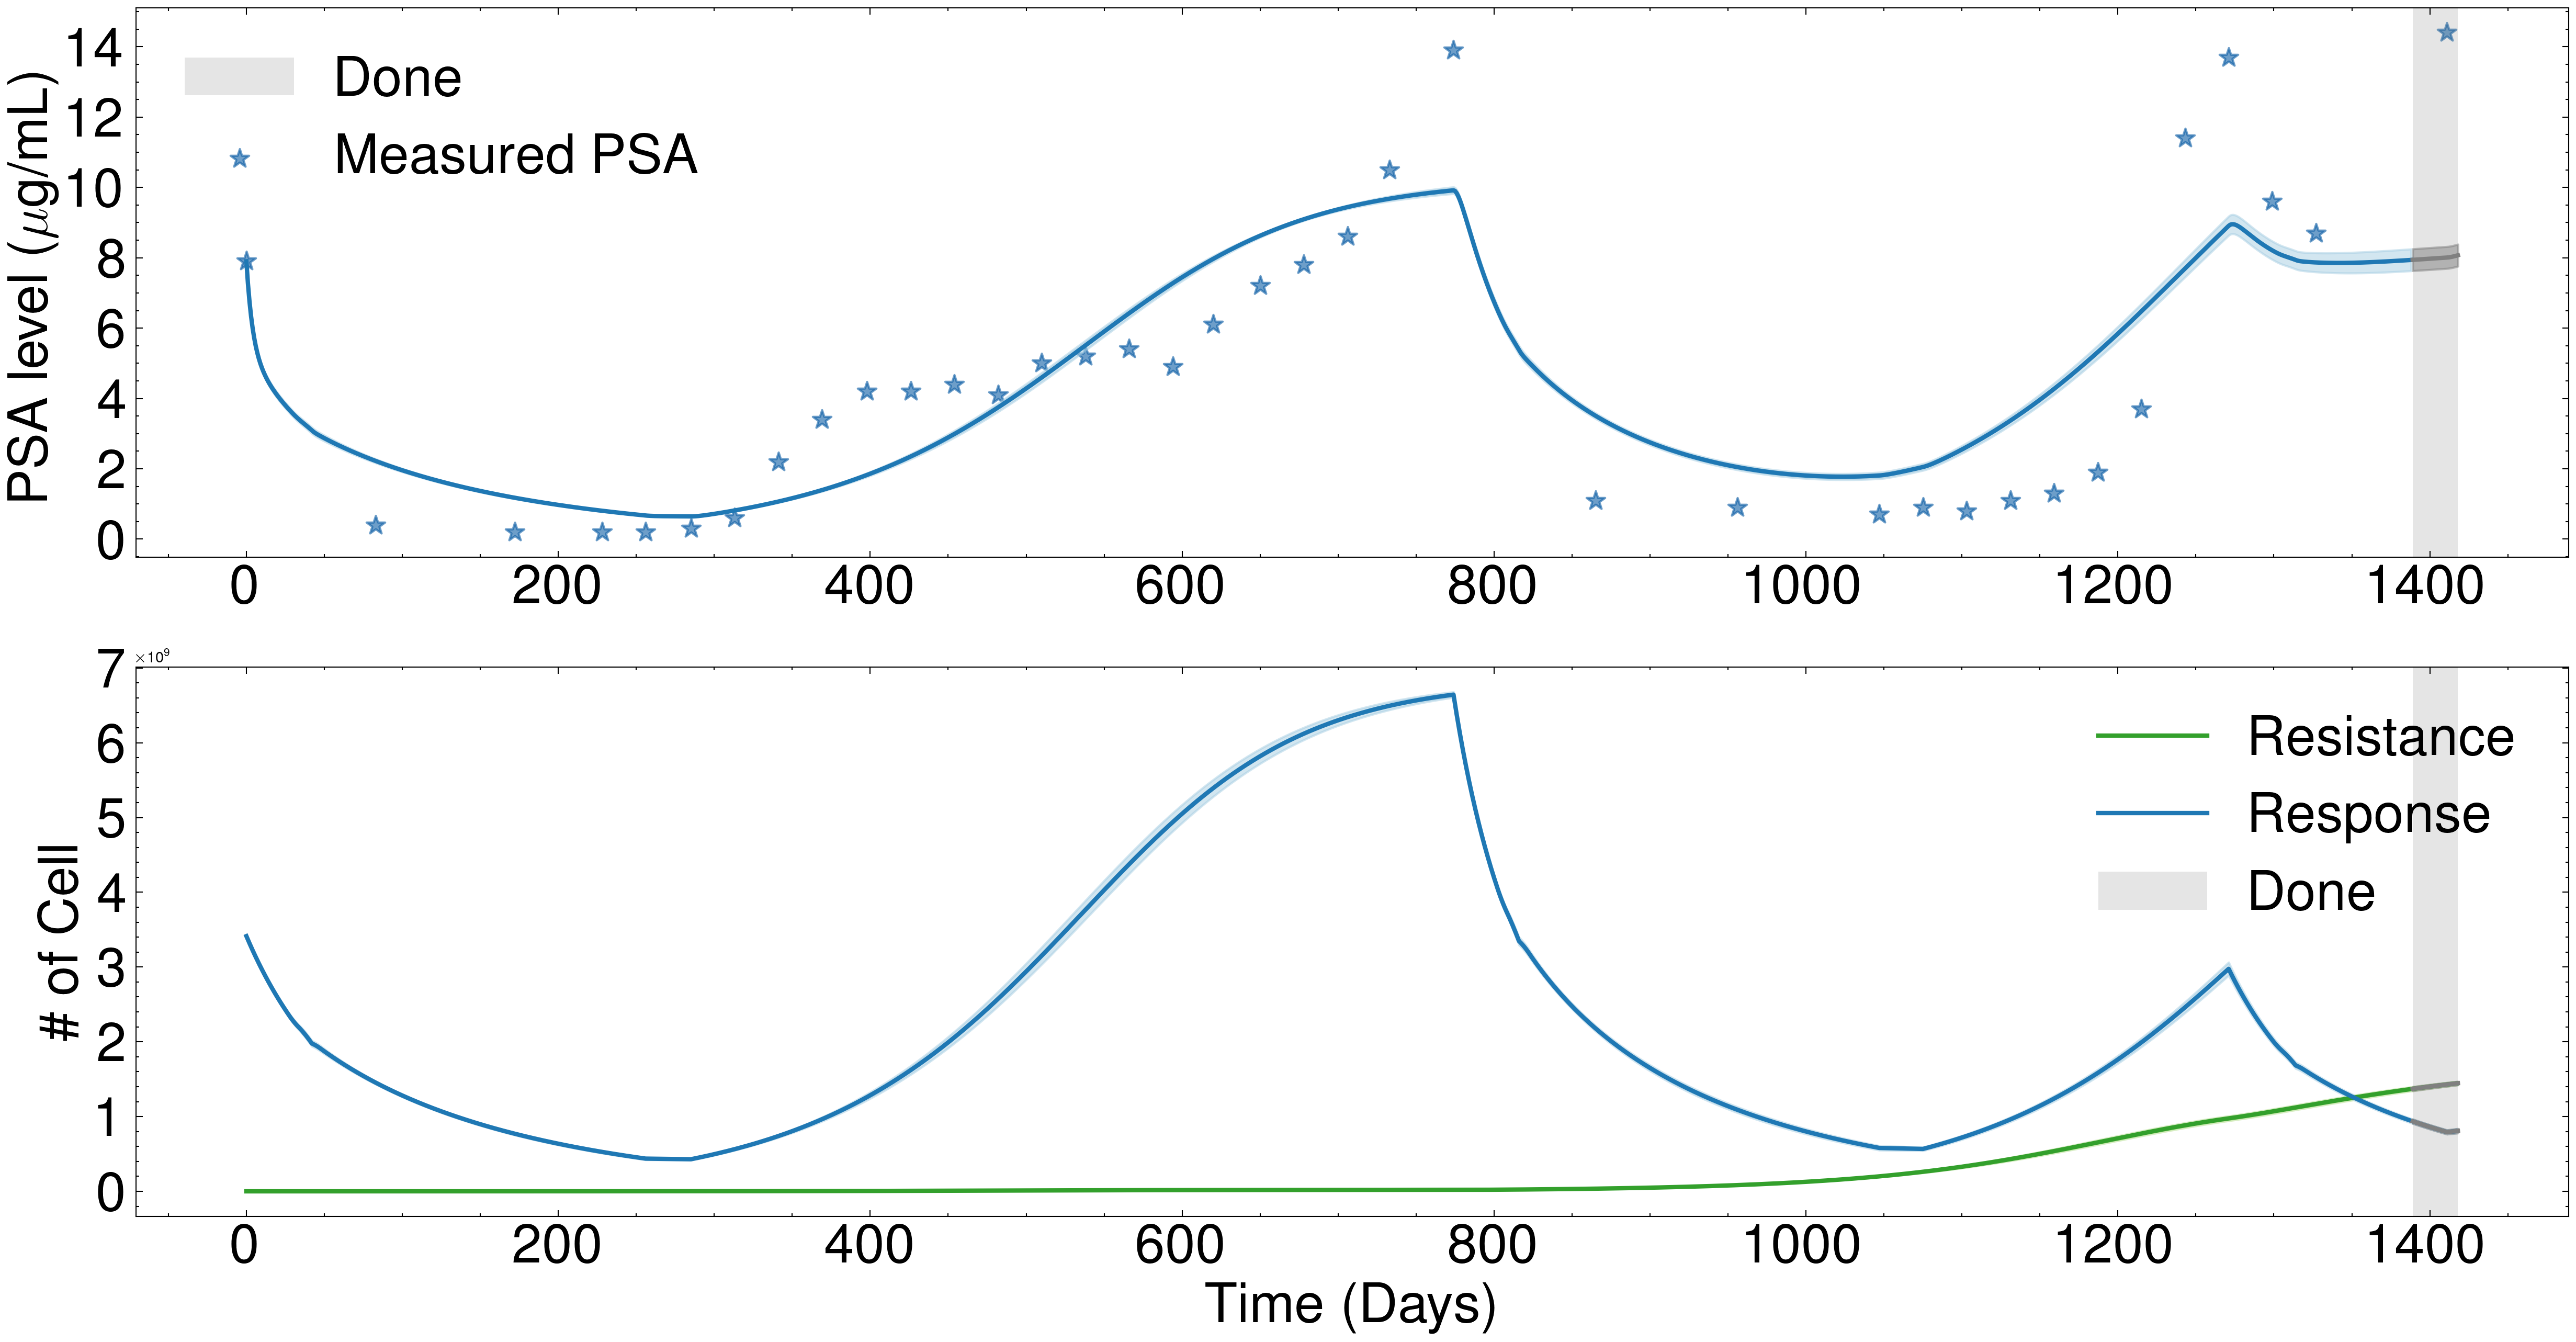 PSA level (μg/mL)
14
12
10
8
6
4
2
0
Done
Measured PSA
0 200 400 600 800 1000 1200 1400
# of Cell
×10⁹
7
6
5
4
3
2
1
0
Resistance
Response
Done
0 200 400 600 800 1000 1200 1400
Time (Days)